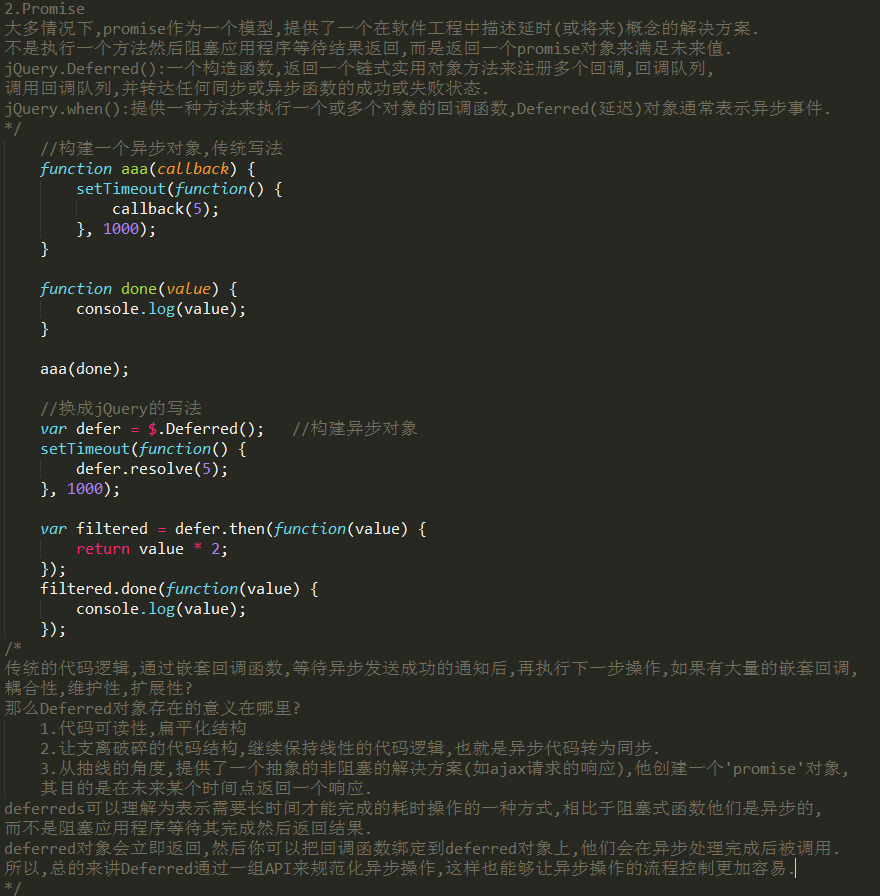 2.Promise
大多情况下,promise作为一个模型,提供了一个在软件工程中描述延时(或将来)概念的解决方案.
不是执行一个方法然后阻塞应用程序等待结果返回,而是返回一个promise对象来满足未来值.
jQuery.Deferred():一个构造函数,返回一个链式实用对象方法来注册多个回调,回调队列,
调用回调队列,并转达任何同步或异步函数的成功或失败状态.
jQuery.when():提供一种方法来执行一个或多个对象的回调函数,Deferred(延迟)对象通常表示异步事件.
*/
//构建一个异步对象,传统写法
function aaa(callback) {
setTimeout(function() {
callback(5);
}, 1000);
}
function done(value) {
console.log(value);
}
aaa(done);
//换成jQuery的写法
var defer = $.Deferred(); //构建异步对象
setTimeout(function() {
defer.resolve(5);
}, 1000);
var filtered = defer.then(function(value) {
return value * 2;
});
filtered.done(function(value) {
console.log(value);
});
/*
传统的代码逻辑,通过嵌套回调函数,等待异步发送成功的通知后,再执行下一步操作,如果有大量的嵌套回调,
耦合性,维护性,扩展性?
那么Deferred对象存在的意义在哪里?
1.代码可读性,扁平化结构
2.让支离破碎的代码结构,继续保持线性的代码逻辑,也就是异步代码转为同步.
3.从抽线的角度,提供了一个抽象的非阻塞的解决方案(如ajax请求的响应),他创建一个'promise'对象,
其目的是在未来某个时间点返回一个响应.
deferreds可以理解为表示需要长时间才能完成的耗时操作的一种方式,相比于阻塞式函数他们是异步的,
而不是阻塞应用程序等待其完成然后返回结果.
deferred对象会立即返回,然后你可以把回调函数绑定到deferred对象上,他们会在异步处理完成后被调用.
所以,总的来讲Deferred通过一组API来规范化异步操作,这样也能够让异步操作的流程控制更加容易.
*/